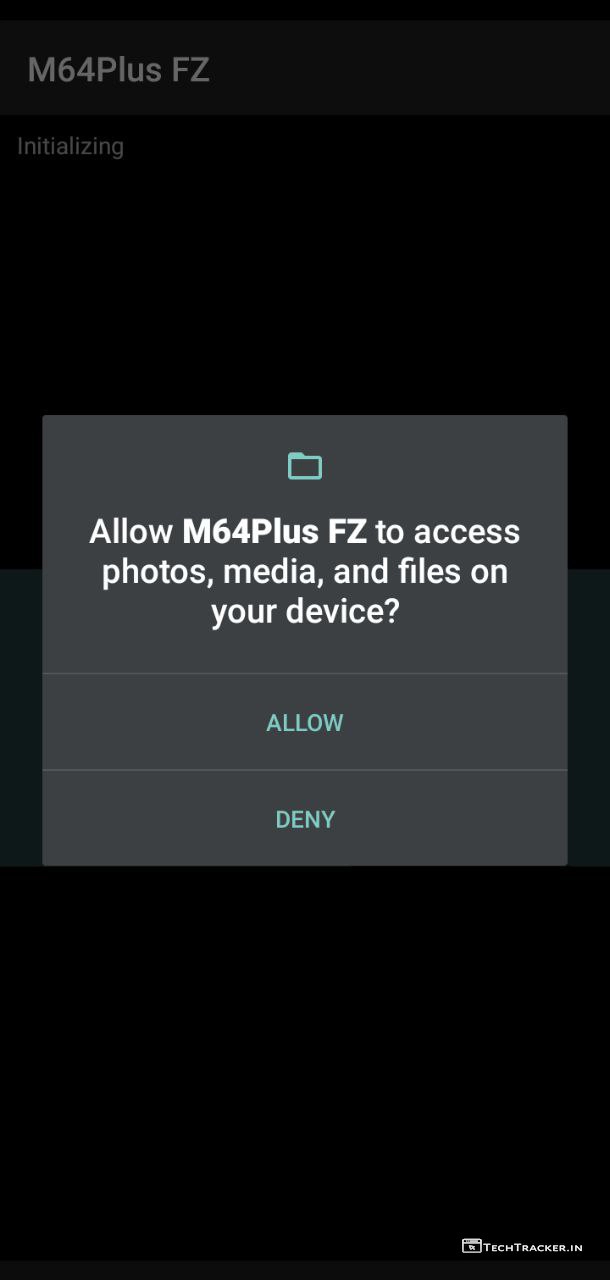 M64Plus FZ
Initializing
Allow M64Plus FZ to access
photos, media, and files on
your device?
ALLOW
DENY
TECHTRACKER.IN